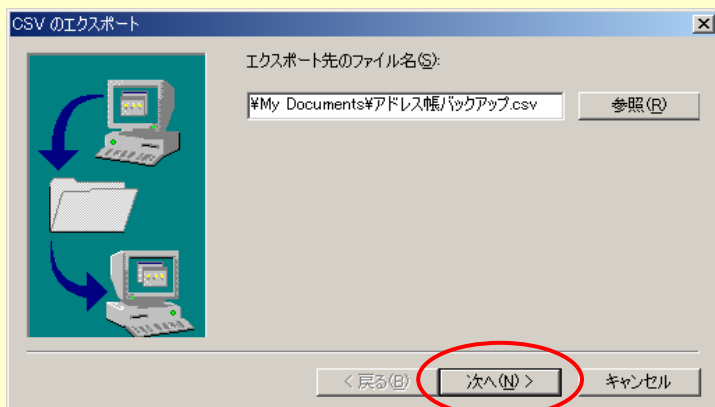 CSV のエクスポート
エクスポート先のファイル名(S):
¥My Documents¥アドレス帳バックアップ.csv
参照(R)
< 戻る(B)
次へ(N) >
キャンセル